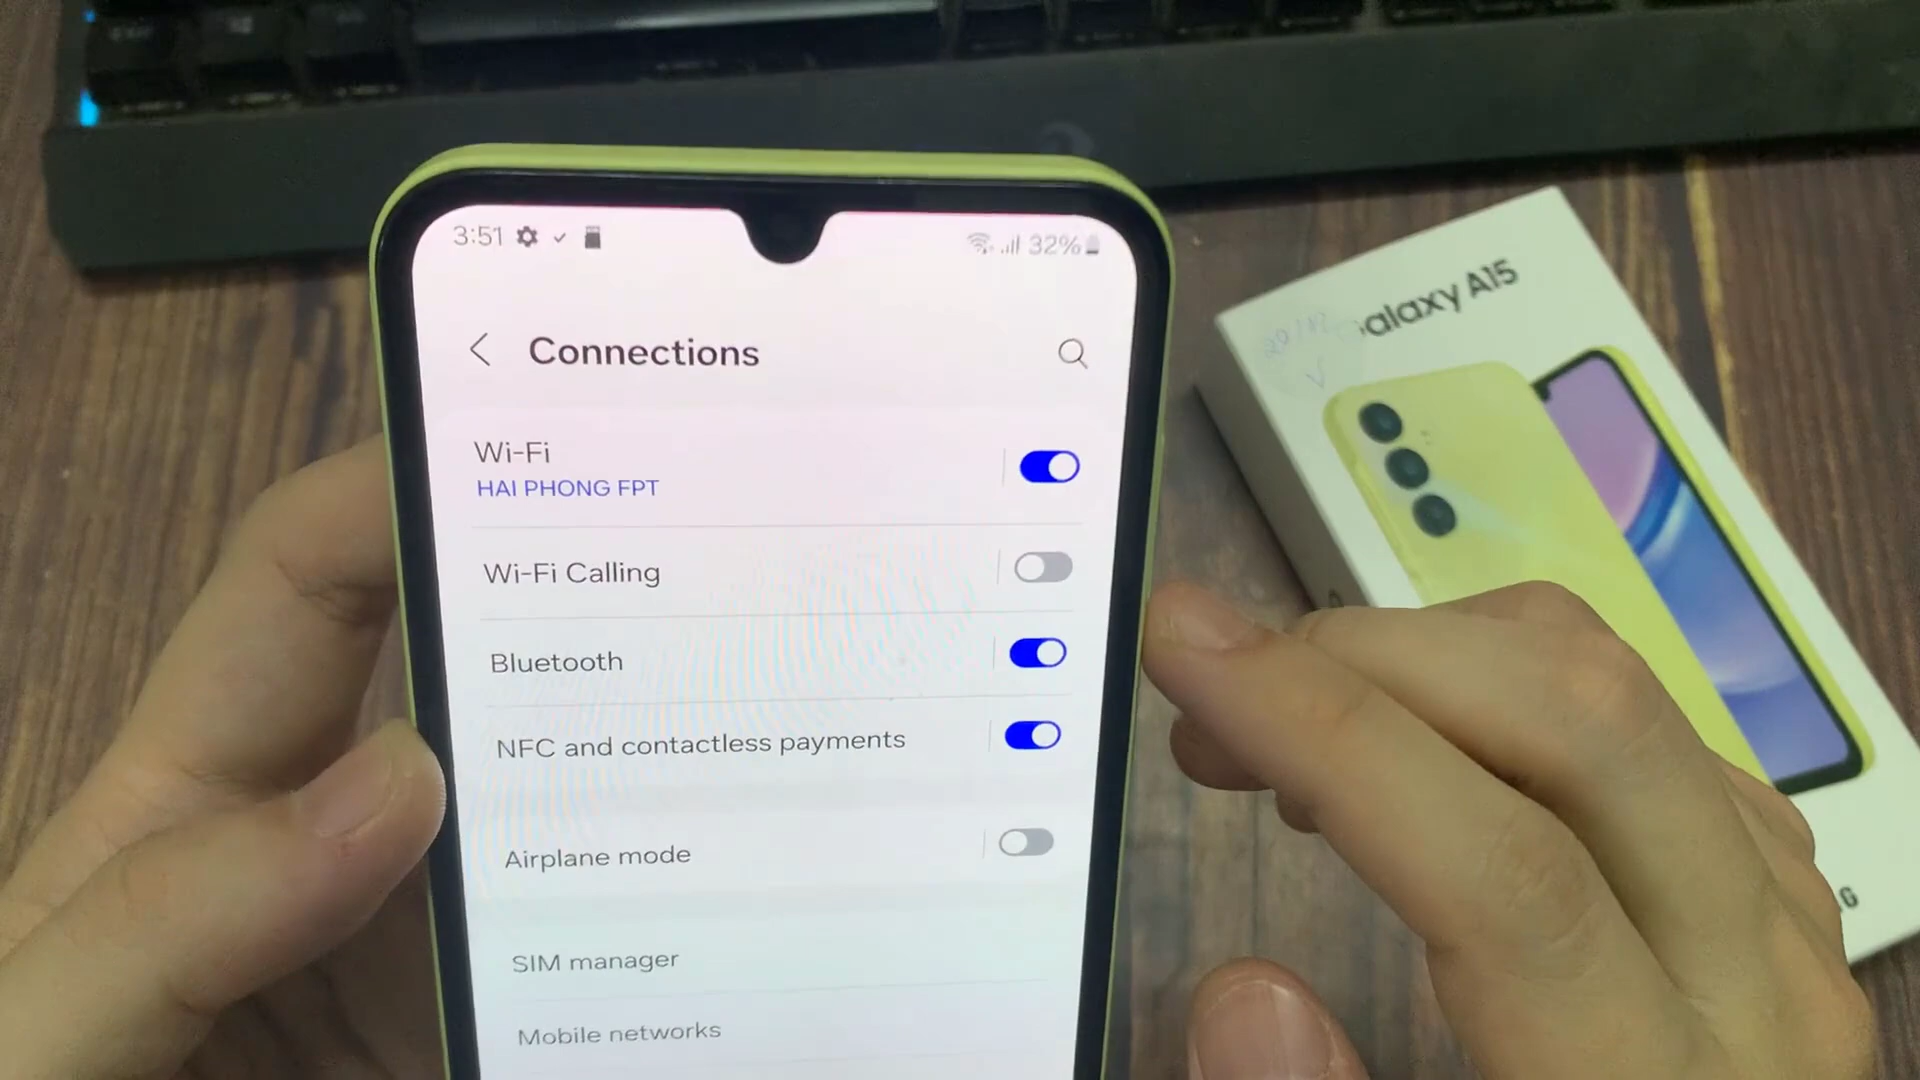 3:51
32%
Connections
Wi-Fi
HAI PHONG FPT
Wi-Fi Calling
Bluetooth
NFC and contactless payments
Airplane mode
SIM manager
Mobile networks
alaxy A15
G